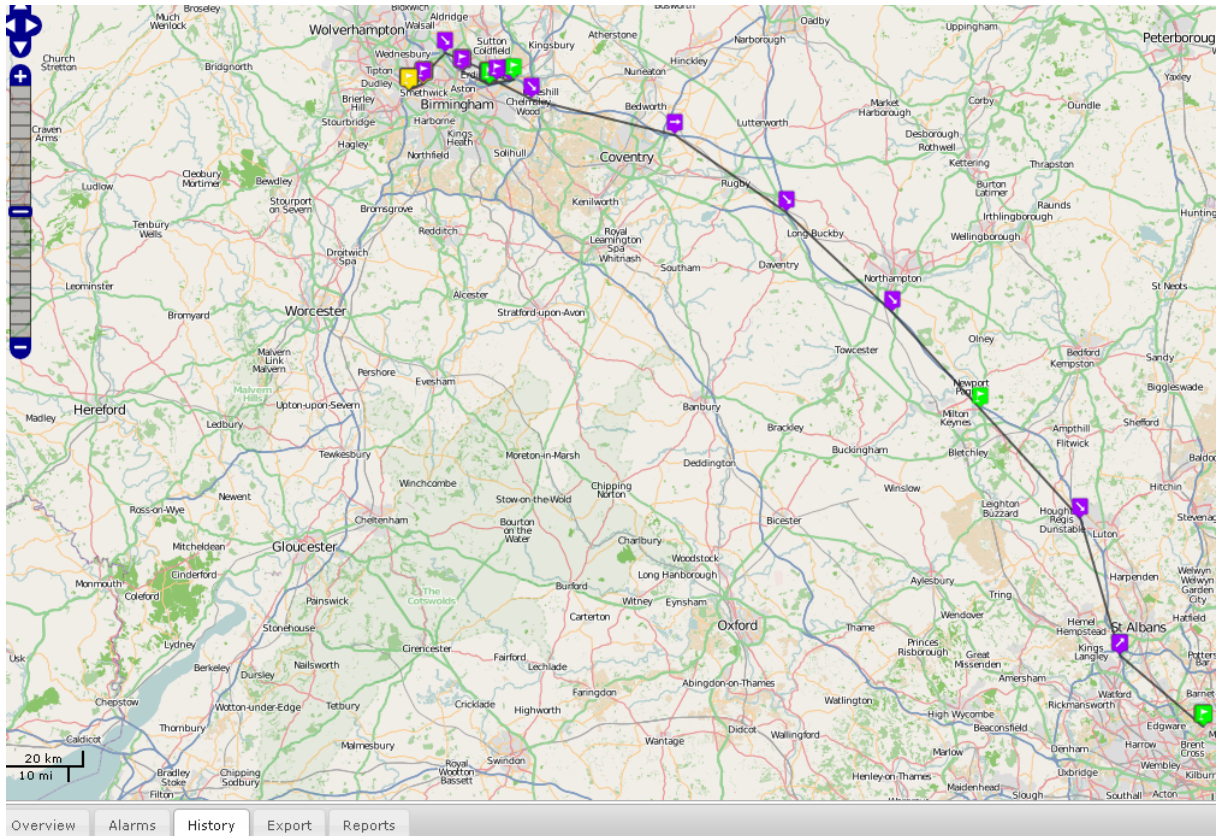 Bloxwich
Aldridge
Oadby
Much
Wenlock
Wolverhampton
Walsall
Atherstone
Narborough
Uppingham
Peterborough
Church
Stretton
Bridgnorth
Wednesbury
Sutton
Coldfield
Kingsbury
Hinckley
Yaxley
Tipton
Dudley
Nuneaton
Market
Harborough
Corby
Oundle
Craven
Arms
Brierley
Hill
Smethwick
Aston
Birmingham
Chelmsley
Wood
Bedworth
Lutterworth
Desborough
Rothwell
Stourbridge
Harborne
Kings
Heath
Kettering
Thrapston
Hagley
Northfield
Solihull
Coventry
Cleobury
Mortimer
Bewdley
Rugby
Burton
Latimer
Ludlow
Stourport
on Severn
Kenilworth
Raunds
Bromsgrove
Irthlingborough
Tenbury
Wells
Redditch
Royal
Leamington
Spa
Whitnash
Long Buckby
Wellingborough
Droitwich
Spa
Southam
Daventry
Northampton
St Neots
Leominster
Alcester
Bromyard
Worcester
Stratford-upon-Avon
Towcester
Olney
Bedford
Kempston
Sandy
Malvern
Link
Malvern
Pershore
Evesham
Newport
Biggleswade
Malvern
Hills
Hereford
Upton-upon-Severn
Banbury
Milton
Keynes
Shefford
Madley
Ledbury
Brackley
Ampthill
Flitwick
Buckingham
Bletchley
Tewkesbury
Moreton-in-Marsh
Deddington
Winchcombe
Chipping
Norton
Winslow
Leighton
Buzzard
Hitchin
Newent
Stow-on-the-Wold
Ross-on-Wye
Bourton
on the
Water
Bicester
Regis
Dunstable
Luton
Cheltenham
Gloucester
Charlbury
Mitcheldean
Woodstock
Cinderford
Long Hanborough
Aylesbury
Harpenden
Welwyn
Welwyn
Garden
City
Monmouth
Coleford
Burford
Painswick
The
Cotswolds
Witney
Eynsham
Tring
Wendover
Carterton
Hemel
Hempstead
St Albans
Hatfield
Stonehouse
Oxford
Thame
Princes
Risborough
Kings
Langley
Lydney
Cirencester
Great
Missenden
Usk
Berkeley
Nailsworth
Fairford
Lechlade
Amersham
Watford
Barnet
Dursley
Abingdon-on-Thames
Faringdon
Chepstow
Wotton-under-Edge
Tetbury
Cricklade
Highworth
Watlington
Rickmansworth
High Wycombe
Edgware
Thornbury
Didcot
Wallingford
Beaconsfield
Caldicot
Malmesbury
Wantage
Marlow
Denham
Harrow
Brent
Cross
20 km
10 mi
Bradley
Stoke
Chipping
Sodbury
Royal
Wootton
Bassett
Swindon
Henley-on-Thames
Uxbridge
Wembley
Kilburn
Filton
Maidenhead
Slough
Southall
Acton
Overview
Alarms
History
Export
Reports